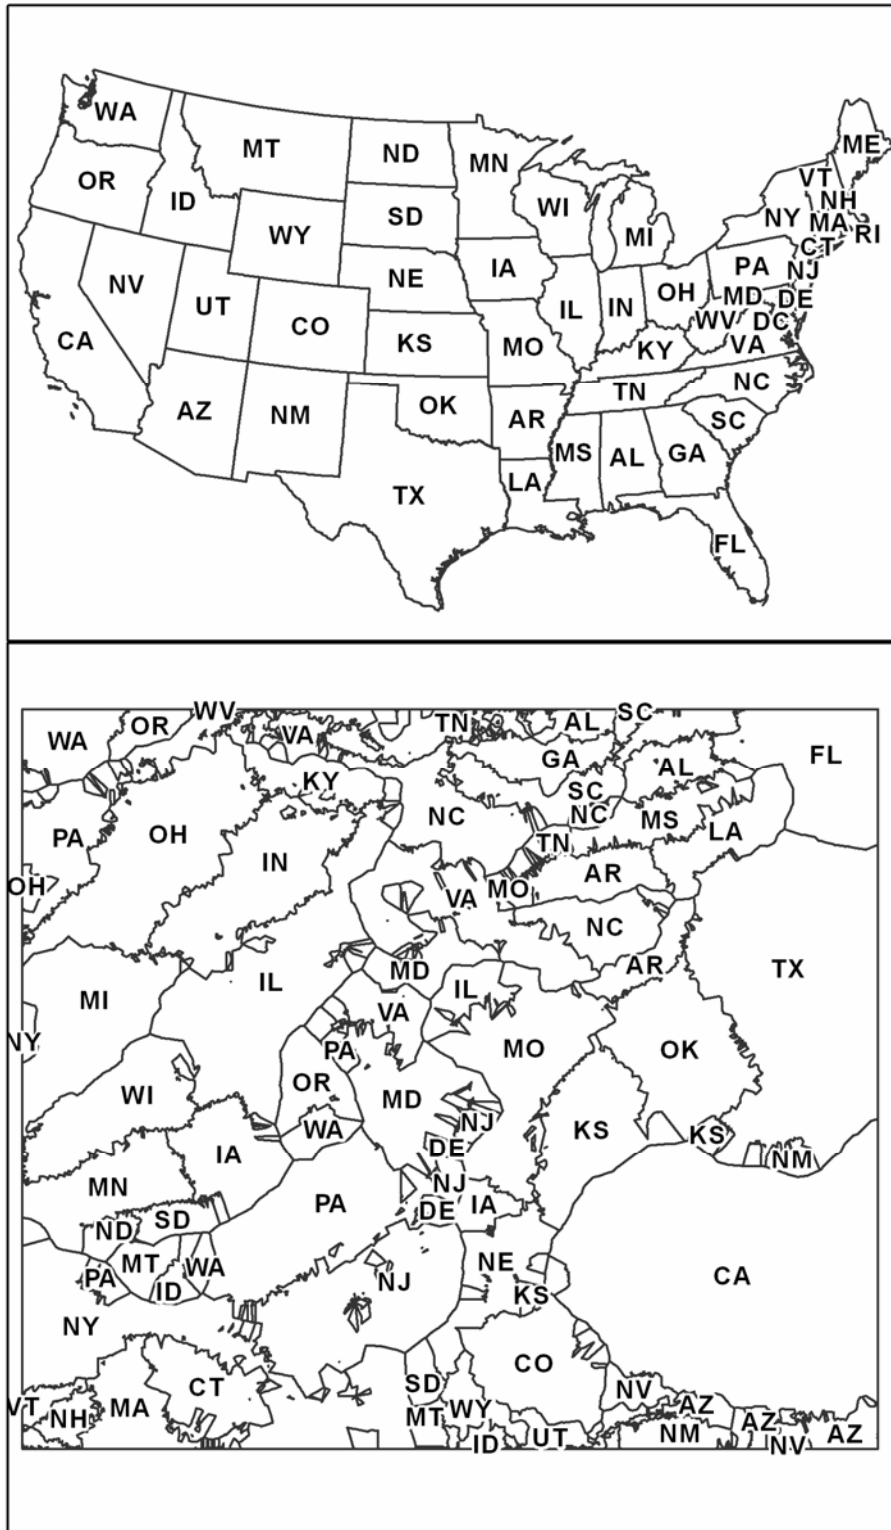 WA
MT
ND
MN
ME
OR
ID
SD
WI
VT
NH
WY
MI
NY
MA
RI
CT
NV
NE
IA
PA
NJ
UT
CO
IL
IN
OH
MD
DE
CA
KS
MO
WV
DC
KY
VA
AZ
NM
OK
AR
TN
NC
SC
TX
LA
MS
AL
GA
FL
WA
OR
WV
VA
TN
AL
SC
FL
KY
GA
AL
PA
OH
NC
SC
NC
MS
LA
IN
TN
OH
VA
MO
AR
NC
MI
IL
MD
IL
AR
TX
NY
VA
PA
MO
OK
WI
OR
MD
NJ
KS
KS
WA
DE
NM
MN
IA
PA
NJ
DE
IA
ND
SD
MT
WA
PA
ID
NJ
NE
KS
CA
NY
VT
NH
MA
CT
SD
MT
WY
CO
NV
AZ
ID
UT
NM
AZ
NV
AZ